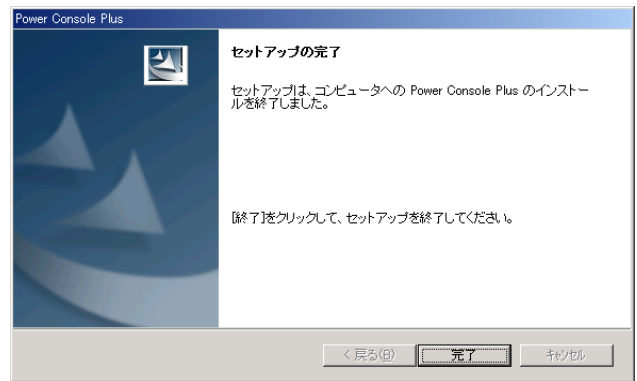 Power Console Plus
セットアップの完了
セットアップは、コンピュータへの Power Console Plus のインストー
ルを終了しました。
[終了]をクリックして、セットアップを終了してください。
< 戻る(B)
完了
キャンセル